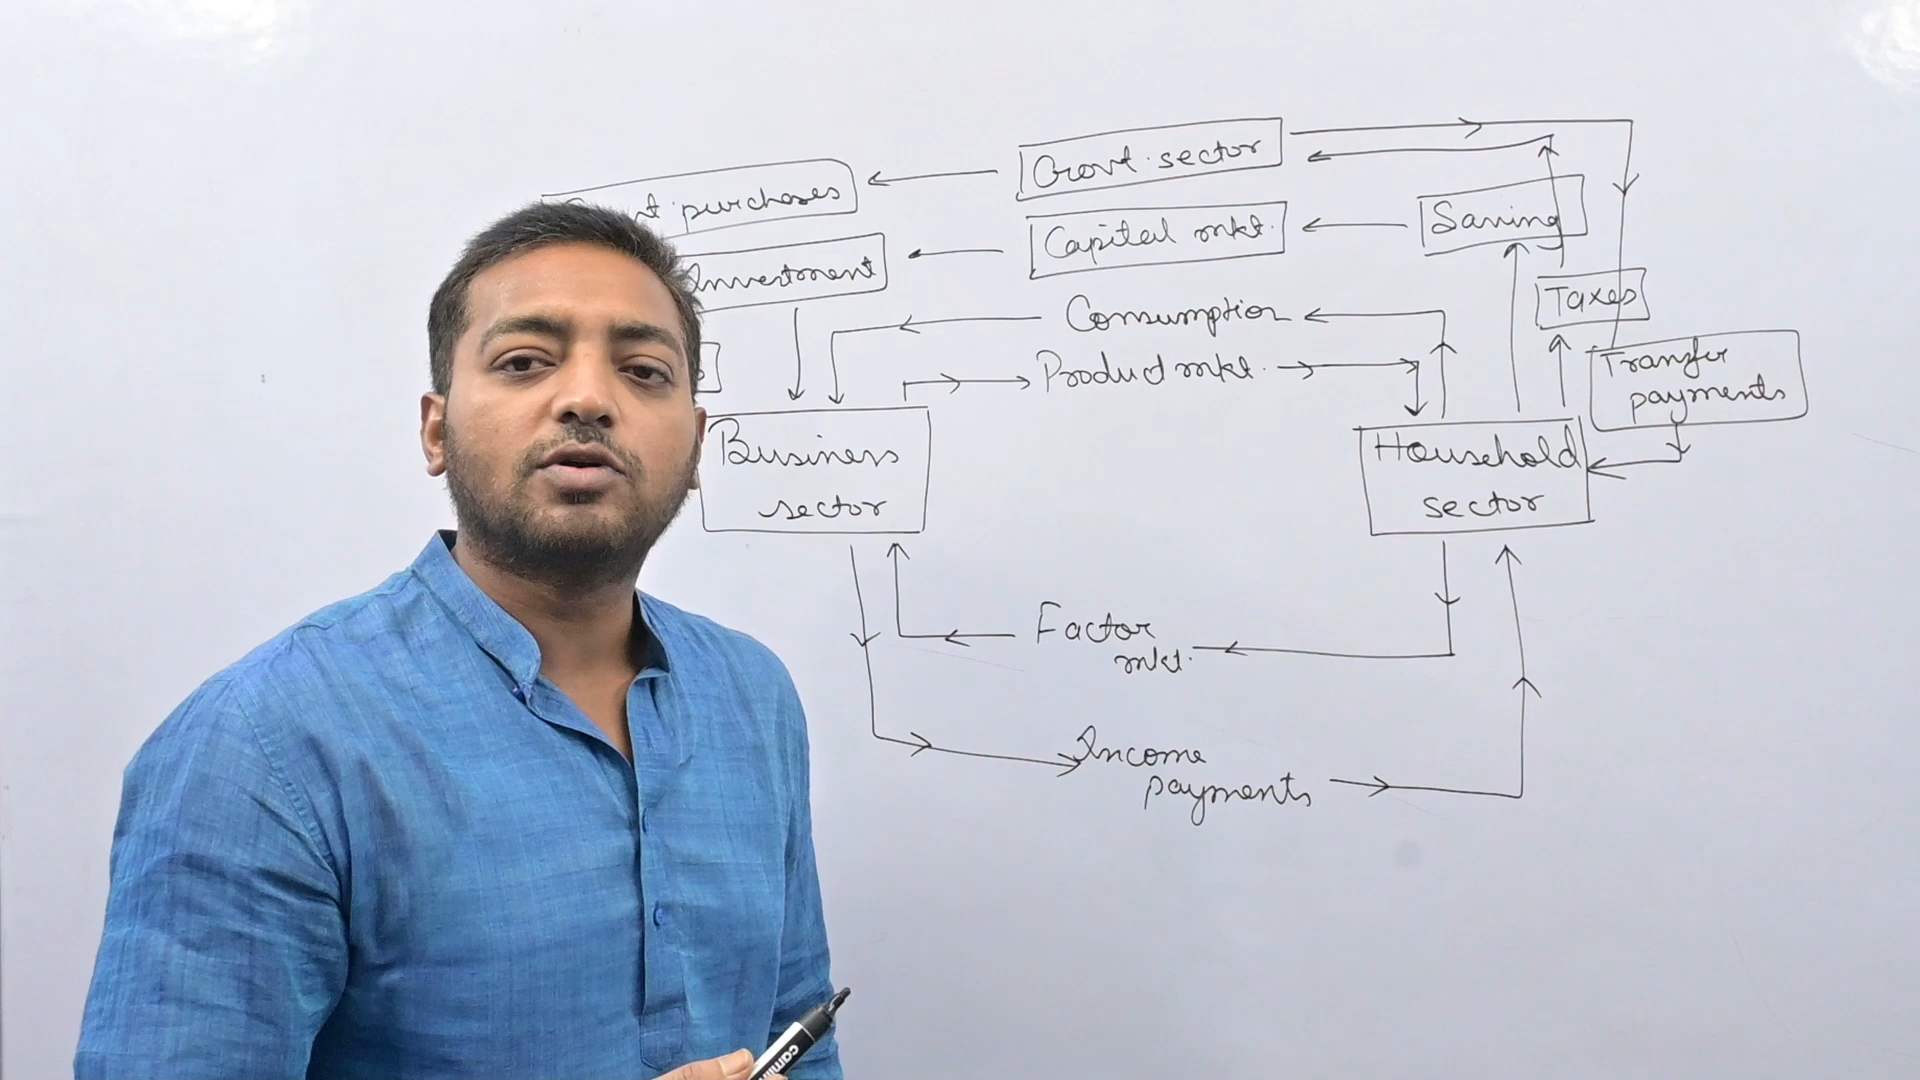 Govt. sector
purchases
Saving
Capital mkt.
Investment
Taxes
Consumption
Product mkt.
Transfer
payments
Business
sector
Household
sector
Factor
mkt.
Income
payments